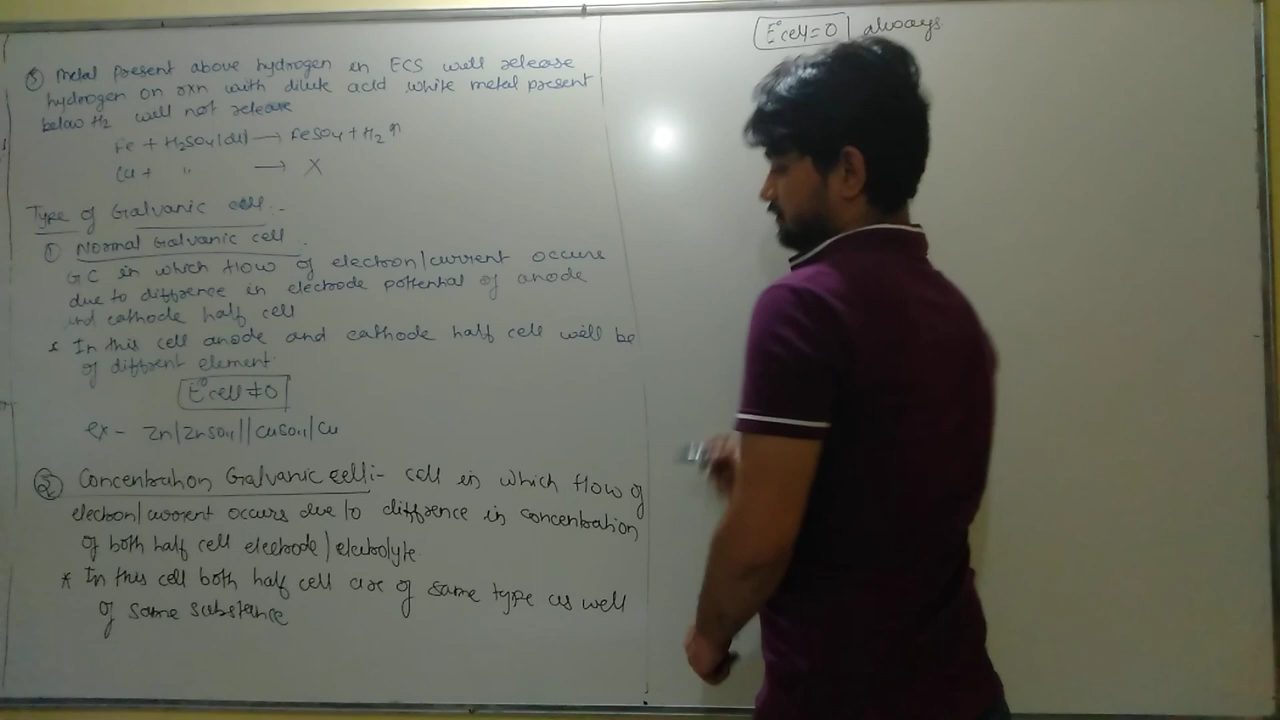 ⑧ Metal present above hydrogen in ECS will release
hydrogen on rxn with dilute acid while metal present
below H₂ will not release
Fe + H₂SO₄(dil) → FeSO₄ + H₂↑
Cu + " → X
Type of Galvanic cell :-
① Normal Galvanic cell :
GC in which flow of electron/current occurs
due to diffrence in electrode potential of anode
and cathode half cell
* In this cell anode and cathode half cell will be
of diffrent element
E°cell ≠ 0
ex - Zn/ZnSO₄||CuSO₄/Cu
② Concentration Galvanic cell :- cell in which flow of
electron/current occurs due to diffrence in concentration
of both half cell electrode/electrolyte.
* In this cell both half cell are of same type as well
of same substance
E°cell = 0 always